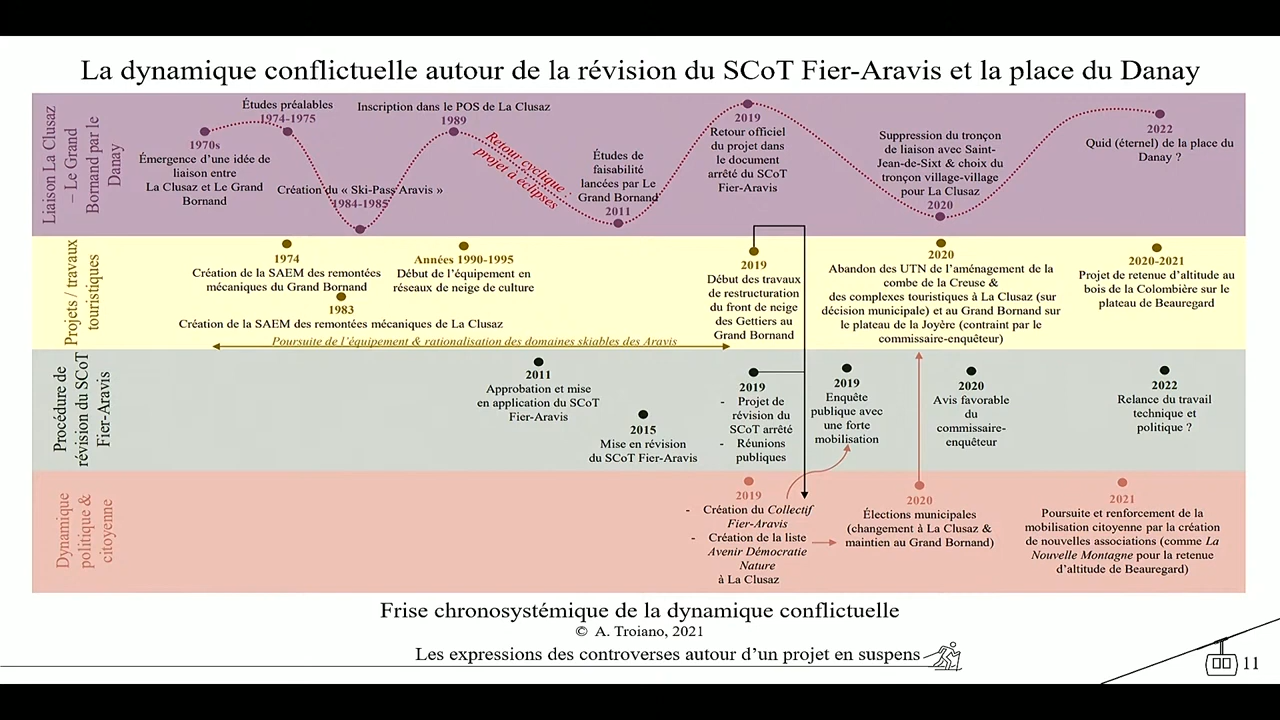 La dynamique conflictuelle autour de la révision du SCoT Fier-Aravis et la place du Danay
Liaison La Clusaz
– Le Grand
Bornand par le
Danay
1970s
Émergence d’une idée de
liaison entre
La Clusaz et Le Grand
Bornand
Études préalables
1974-1975
Création du « Ski-Pass Aravis »
1984-1985
Inscription dans le POS de La Clusaz
1989
Retour cyclique :
projet à éclipses
Études de
faisabilité
lancées par Le
Grand Bornand
2011
2019
Retour officiel
du projet dans
le document
arrêté du SCoT
Fier-Aravis
Suppression du tronçon
de liaison avec Saint-
Jean-de-Sixt & choix du
tronçon village-village
pour La Clusaz
2020
2022
Quid (éternel) de la place du
Danay ?
Projets / travaux
touristiques
1974
Création de la SAEM des remontées
mécaniques du Grand Bornand
1983
Création de la SAEM des remontées mécaniques de La Clusaz
Années 1990-1995
Début de l’équipement en
réseaux de neige de culture
Poursuite de l’équipement & rationalisation des domaines skiables des Aravis
2019
Début des travaux
de restructuration
du front de neige
des Gettiers au
Grand Bornand
2020
Abandon des UTN de l’aménagement de la
combe de la Creuse &
des complexes touristiques à La Clusaz (sur
décision municipale) et au Grand Bornand sur
le plateau de la Joyère (contraint par le
commissaire-enquêteur)
2020-2021
Projet de retenue d’altitude au
bois de la Colombière sur le
plateau de Beauregard
Procédure de
révision du SCoT
Fier-Aravis
2011
Approbation et mise
en application du SCoT
Fier-Aravis
2015
Mise en révision
du SCoT Fier-Aravis
2019
- Projet de
révision du
SCoT arrêté
- Réunions
publiques
2019
Enquête
publique avec
une forte
mobilisation
2020
Avis favorable
du
commissaire-
enquêteur
2022
Relance du travail
technique et
politique ?
Dynamique
politique &
citoyenne
2019
- Création du Collectif
Fier-Aravis
- Création de la liste
Avenir Démocratie
Nature
à La Clusaz
2020
Élections municipales
(changement à La Clusaz &
maintien au Grand Bornand)
2021
Poursuite et renforcement de la
mobilisation citoyenne par la création
de nouvelles associations (comme La
Nouvelle Montagne pour la retenue
d’altitude de Beauregard)
Frise chronosystémique de la dynamique conflictuelle
© A. Troiano, 2021
Les expressions des controverses autour d’un projet en suspens
11